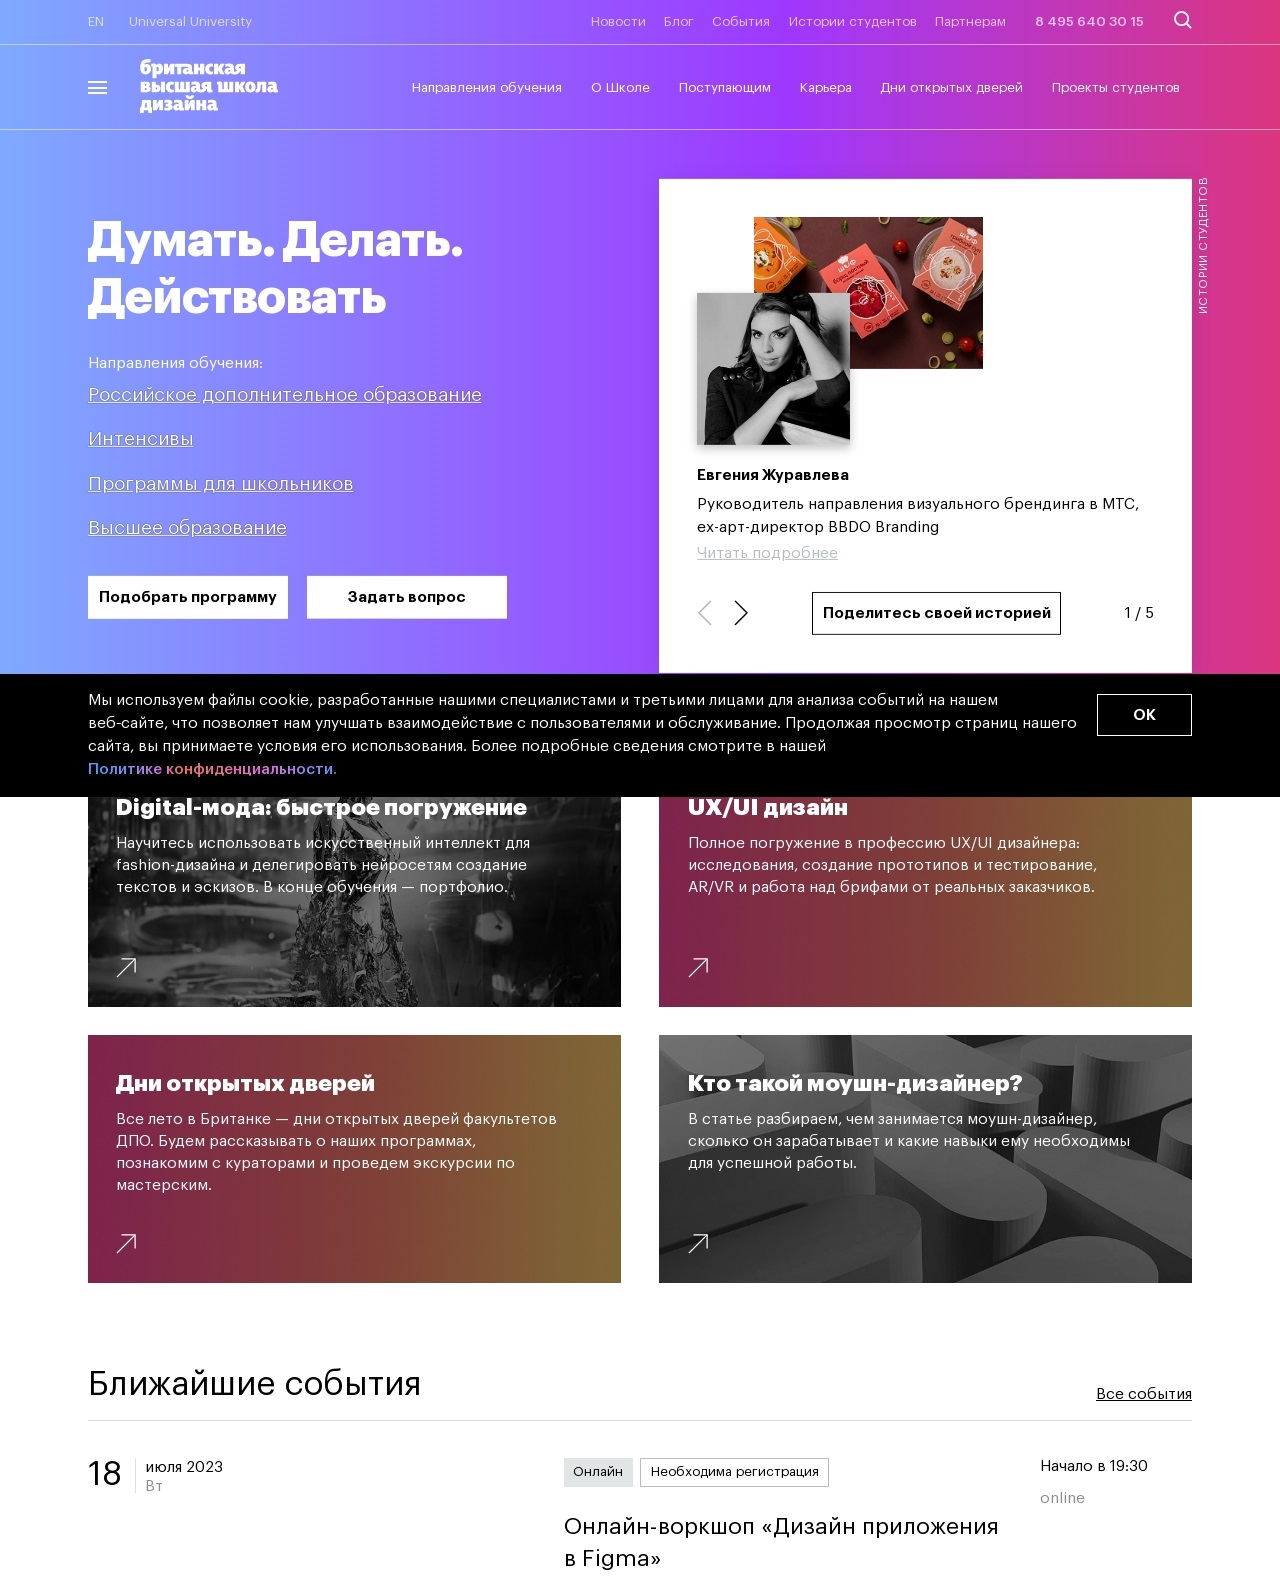 EN Universal University Новости Блог События Истории студентов Партнерам 8 495 640 30 15
британская
высшая школа
дизайна
Направления обучения О Школе Поступающим Карьера Дни открытых дверей Проекты студентов
Думать. Делать.
Действовать
Направления обучения:
Российское дополнительное образование
Интенсивы
Программы для школьников
Высшее образование
Подобрать программу Задать вопрос
ИСТОРИИ СТУДЕНТОВ
Евгения Журавлева
Руководитель направления визуального брендинга в МТС,
ex-арт-директор BBDO Branding
Читать подробнее
Поделитесь своей историей 1 / 5
Мы используем файлы cookie, разработанные нашими специалистами и третьими лицами для анализа событий на нашем
веб-сайте, что позволяет нам улучшать взаимодействие с пользователями и обслуживание. Продолжая просмотр страниц нашего
сайта, вы принимаете условия его использования. Более подробные сведения смотрите в нашей
Политике конфиденциальности.
ОК
Digital-мода: быстрое погружение
Научитесь использовать искусственный интеллект для
fashion-дизайна и делегировать нейросетям создание
текстов и эскизов. В конце обучения — портфолио.
UX/UI дизайн
Полное погружение в профессию UX/UI дизайнера:
исследования, создание прототипов и тестирование,
AR/VR и работа над брифами от реальных заказчиков.
Дни открытых дверей
Все лето в Британке — дни открытых дверей факультетов
ДПО. Будем рассказывать о наших программах,
познакомим с кураторами и проведем экскурсии по
мастерским.
Кто такой моушн-дизайнер?
В статье разбираем, чем занимается моушн-дизайнер,
сколько он зарабатывает и какие навыки ему необходимы
для успешной работы.
Ближайшие события
Все события
18 июля 2023
Вт
Онлайн Необходима регистрация
Онлайн-воркшоп «Дизайн приложения
в Figma»
Начало в 19:30
online